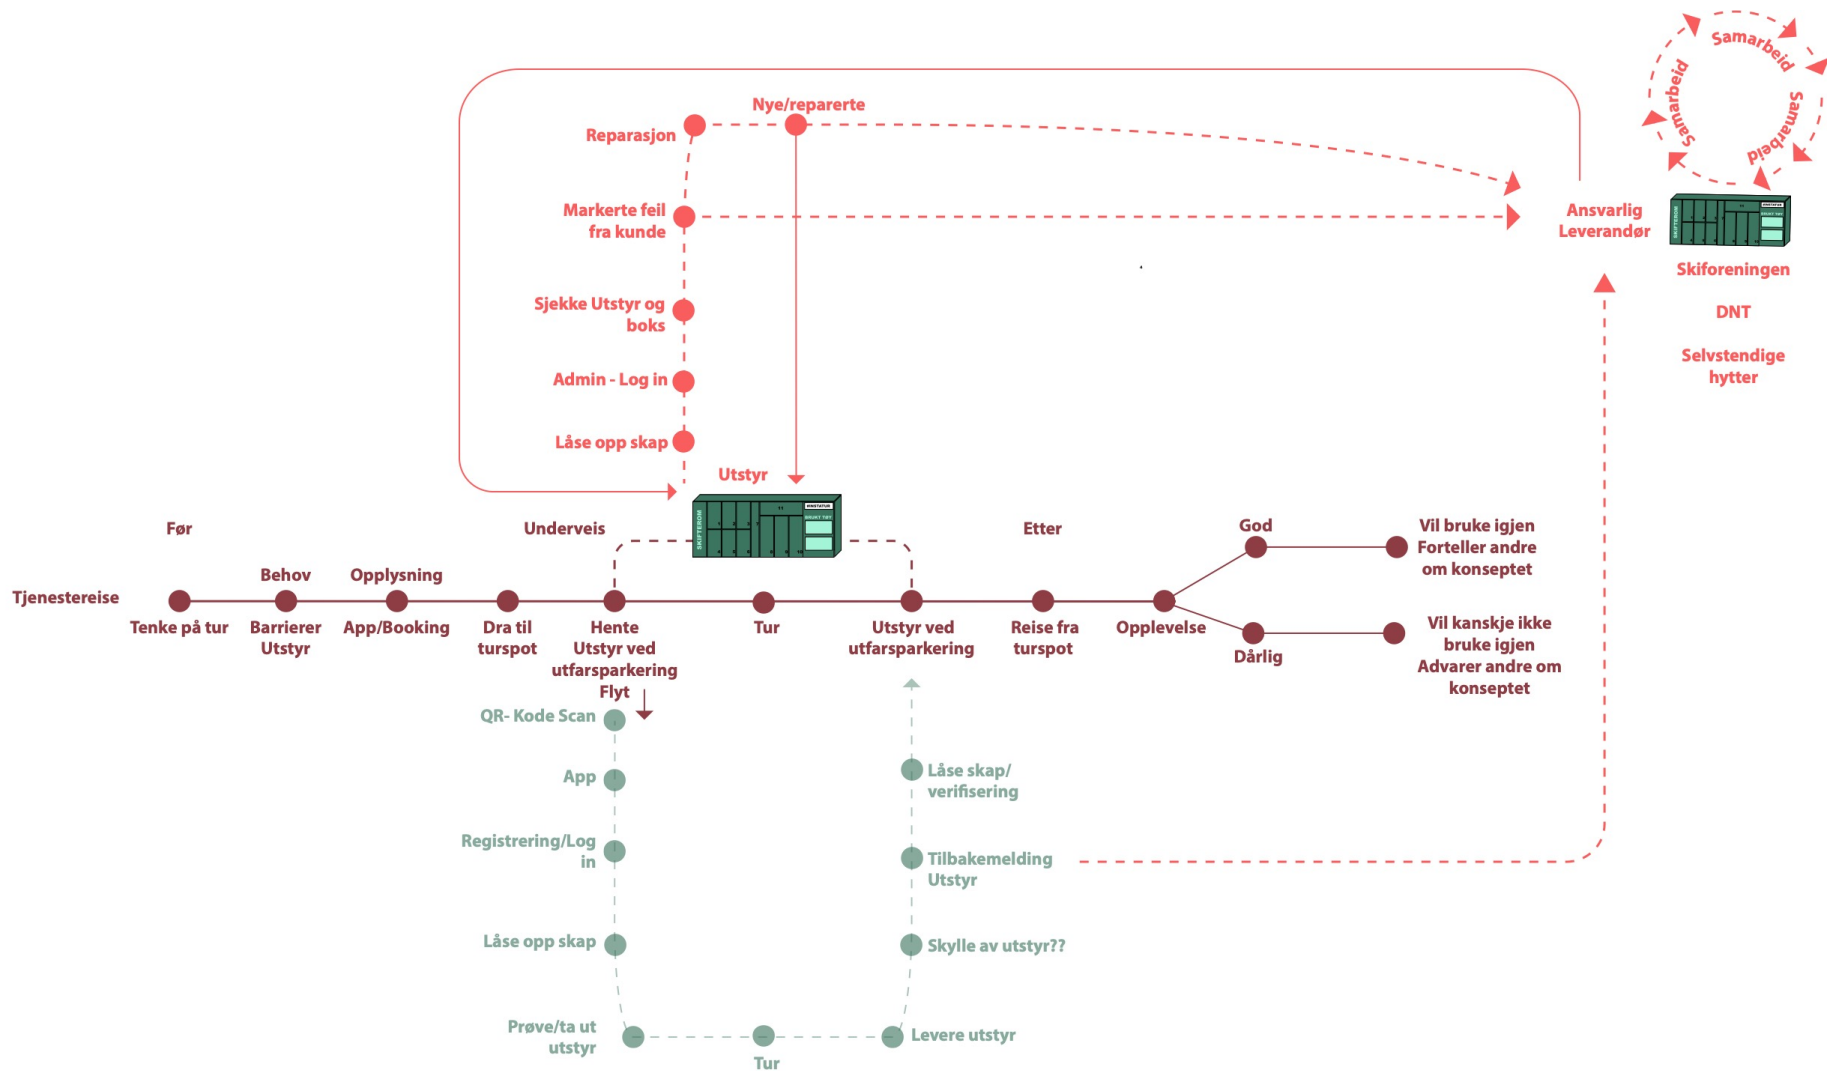 Samarbeid
Samarbeid
Samarbeid
Nye/reparerte
Reparasjon
Markerte feil
fra kunde
Ansvarlig
Leverandør
Skiforeningen
DNT
Selvstendige
hytter
Sjekke Utstyr og
boks
Admin - Log in
Låse opp skap
Utstyr
SKIFTEROM
BRUKT TØY
Før
Underveis
Etter
God
Vil bruke igjen
Forteller andre
om konseptet
Behov
Opplysning
Tjenestereise
Tenke på tur
Barrierer
Utstyr
App/Booking
Dra til
turspot
Hente
Utstyr ved
utfarsparkering
Flyt
Tur
Utstyr ved
utfarsparkering
Reise fra
turspot
Opplevelse
Dårlig
Vil kanskje ikke
bruke igjen
Advarer andre om
konseptet
QR- Kode Scan
App
Registrering/Log
in
Låse opp skap
Prøve/ta ut
utstyr
Tur
Levere utstyr
Skylle av utstyr??
Tilbakemelding
Utstyr
Låse skap/
verifisering